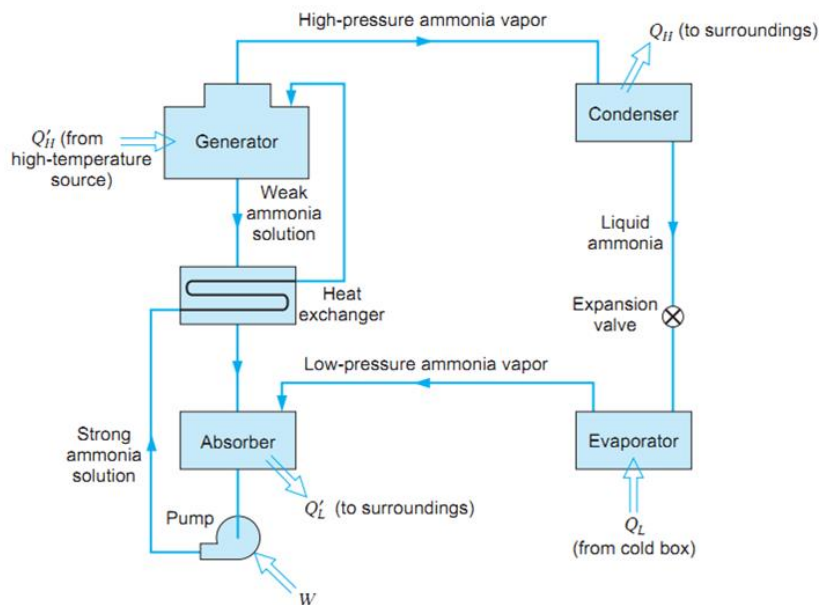 High-pressure ammonia vapor
Q_H (to surroundings)
Condenser
Generator
Q'_H (from
high-temperature
source)
Weak
ammonia
solution
Liquid
ammonia
Heat
exchanger
Expansion
valve
Low-pressure ammonia vapor
Absorber
Evaporator
Strong
ammonia
solution
Q'_L (to surroundings)
Pump
Q_L
(from cold box)
W